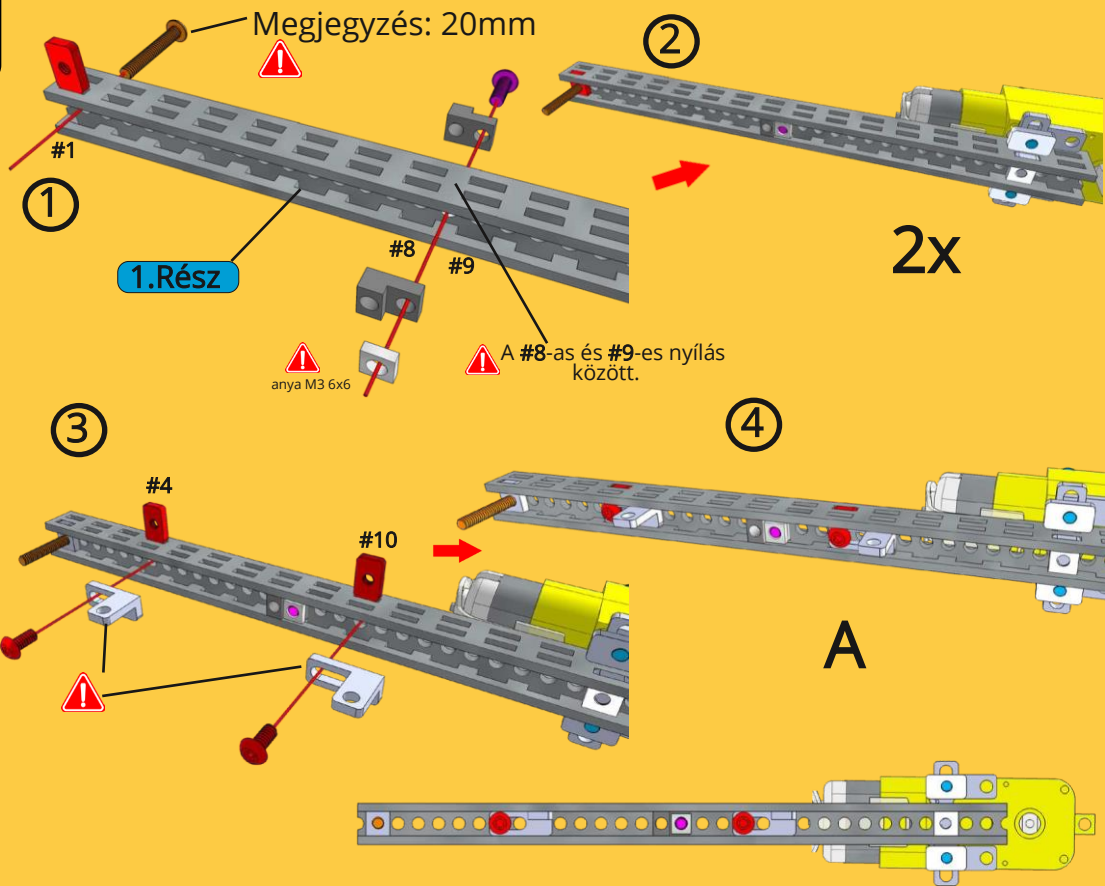 Megjegyzés: 20mm
#1
1
1.Rész
#8
#9
anya M3 6x6
A #8-as és #9-es nyílás
között.
2
2x
3
#4
#10
4
A